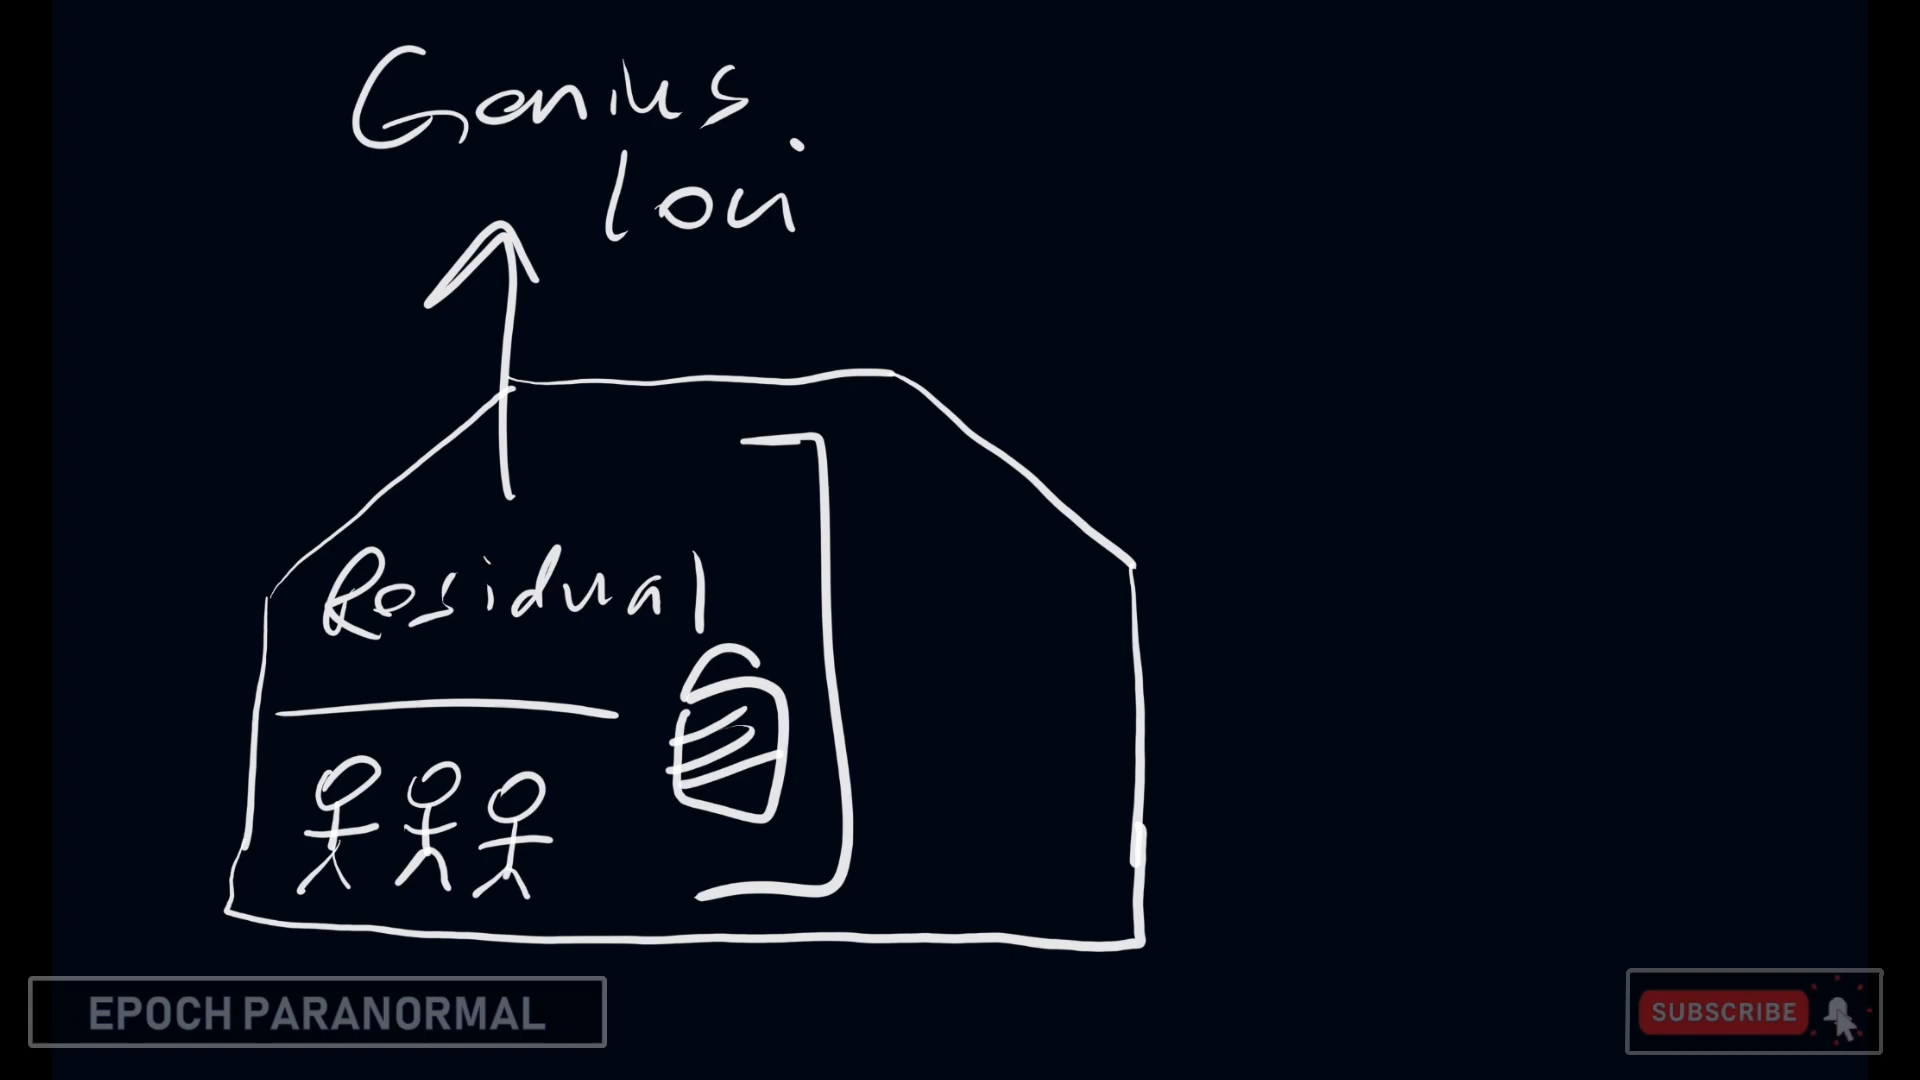 Genius
loci
Residual
EPOCH PARANORMAL
SUBSCRIBE